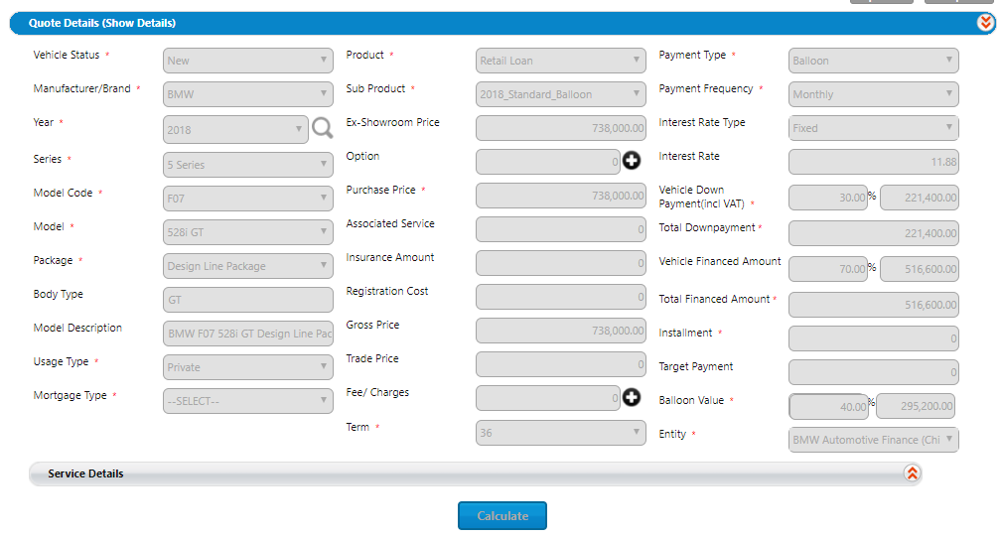 Quote Details (Show Details)
Vehicle Status * New
Manufacturer/Brand * BMW
Year * 2018
Series * 5 Series
Model Code * F07
Model * 528i GT
Package * Design Line Package
Body Type GT
Model Description BMW F07 528i GT Design Line Pac
Usage Type * Private
Mortgage Type * --SELECT--
Product * Retail Loan
Sub Product * 2018_Standard_Balloon
Ex-Showroom Price 738,000.00
Option 0
Purchase Price * 738,000.00
Associated Service 0
Insurance Amount 0
Registration Cost 0
Gross Price 738,000.00
Trade Price 0
Fee/ Charges 0
Term * 36
Payment Type * Balloon
Payment Frequency * Monthly
Interest Rate Type Fixed
Interest Rate 11.88
Vehicle Down
Payment(incl VAT) * 30.00 % 221,400.00
Total Downpayment * 221,400.00
Vehicle Financed Amount 70.00 % 516,600.00
Total Financed Amount * 516,600.00
Installment * 0
Target Payment 0
Balloon Value * 40.00 % 295,200.00
Entity * BMW Automotive Finance (Chi
Service Details
Calculate